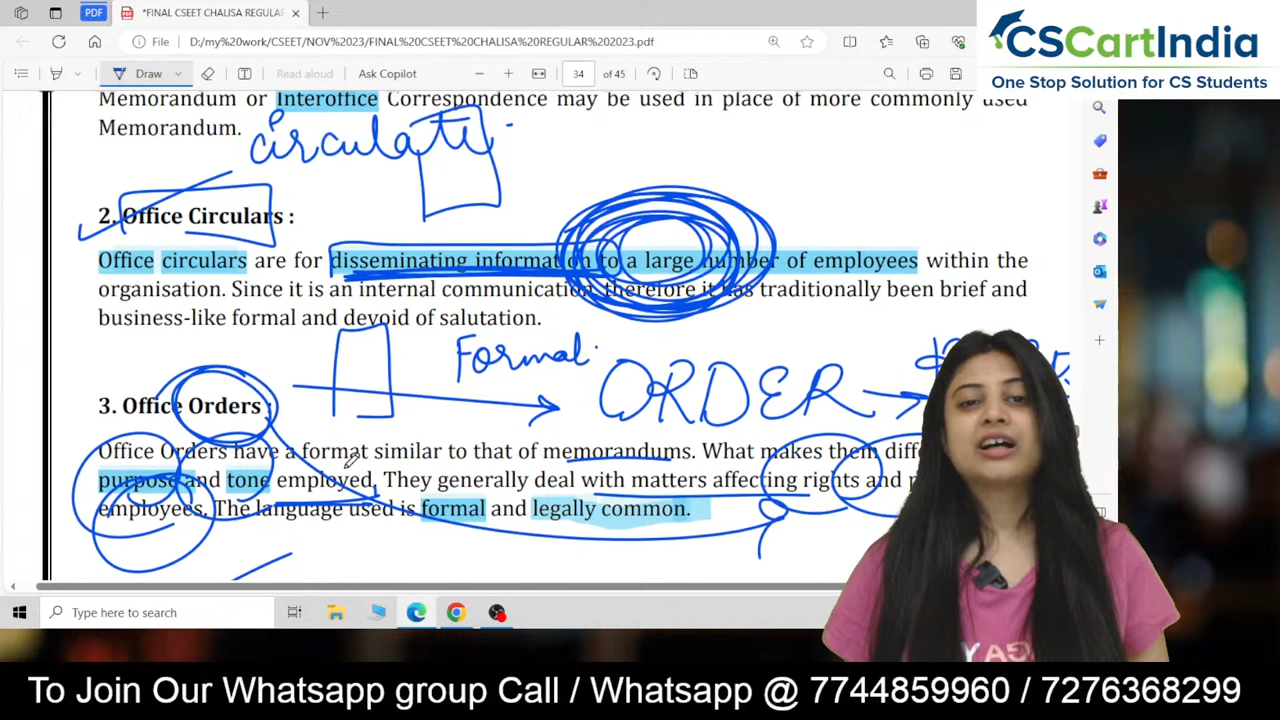 PDF
*FINAL CSEET CHALISA REGULAR
File
D:/my%20work/CSEET/NOV%2023/FINAL%20CSEET%20CHALISA%20REGULAR%202023.pdf
Draw
Read aloud
Ask Copilot
34
of 45
CSCartIndia
One Stop Solution for CS Students
Memorandum or Interoffice Correspondence may be used in place of more commonly used
Memorandum.
circulati
2. Office Circulars :
Office circulars are for disseminating information to a large number of employees within the
organisation. Since it is an internal communication, therefore it has traditionally been brief and
business-like formal and devoid of salutation.
Formal
ORDER
3. Office Orders :
Office Orders have a format similar to that of memorandums. What makes them
purpose and tone employed. They generally deal with matters affecting rights and
employees. The language used is formal and legally common.
Type here to search
To Join Our Whatsapp group Call / Whatsapp @ 7744859960 / 7276368299